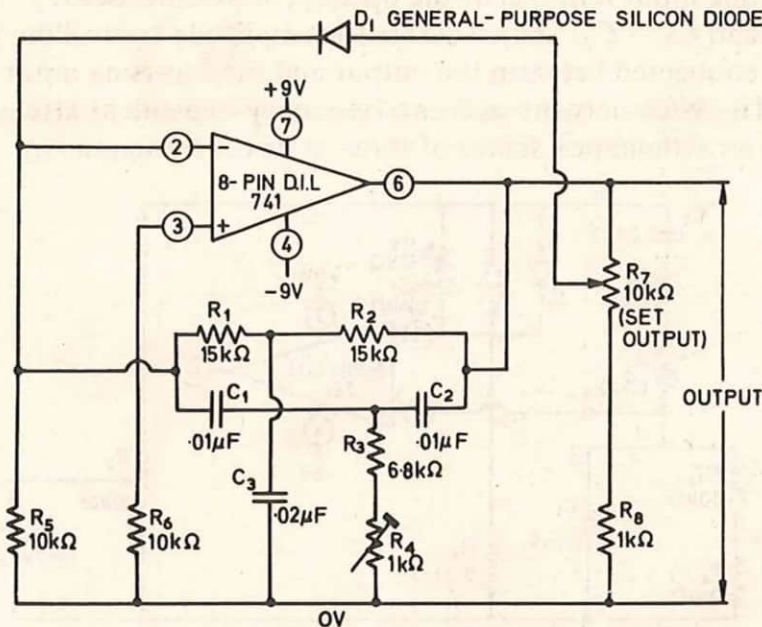 D1 GENERAL-PURPOSE SILICON DIODE
+9V
7
2
-
8-PIN D.I.L
741
6
3
+
4
-9V
R1
15kΩ
R2
15kΩ
R7
10kΩ
(SET
OUTPUT)
C1
.01µF
C2
.01µF
OUTPUT
R3
6.8kΩ
C3
.02µF
R5
10kΩ
R6
10kΩ
R4
1kΩ
R8
1kΩ
0V